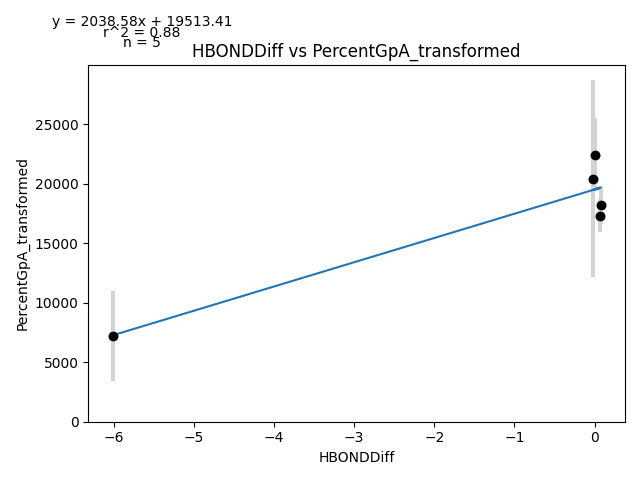 y = 2038.58x + 19513.41
r^2 = 0.88
n = 5
HBONDDiff vs PercentGpA_transformed
PercentGpA_transformed
25000
20000
15000
10000
5000
0
−6
−5
−4
−3
−2
−1
0
HBONDDiff